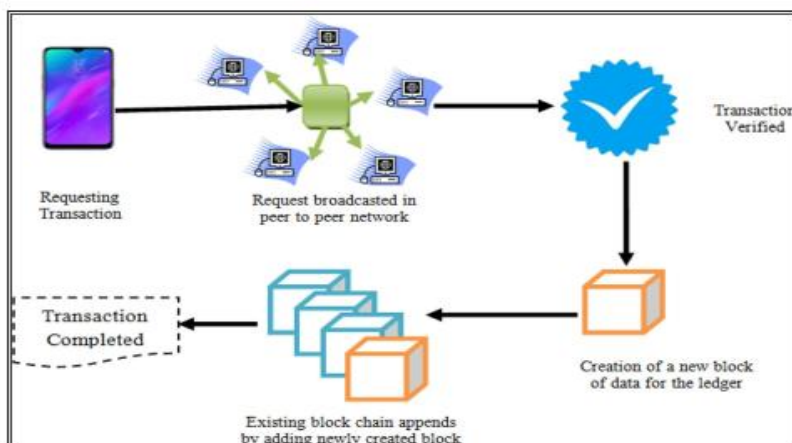 Requesting
Transaction
Request broadcasted in
peer to peer network
Transaction
Verified
Creation of a new block
of data for the ledger
Existing block chain appends
by adding newly created block
Transaction
Completed